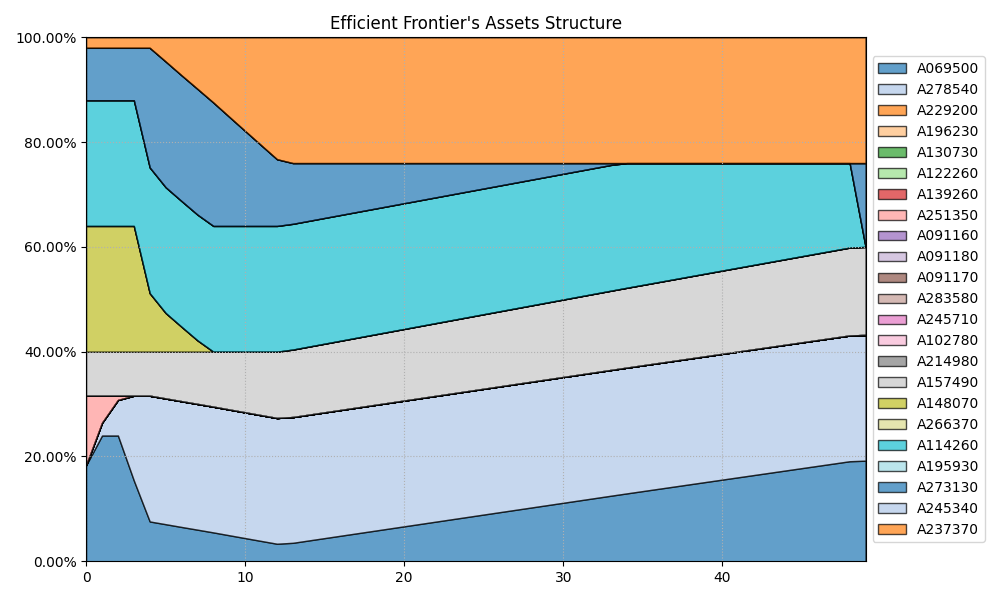 Efficient Frontier's Assets Structure
100.00%
80.00%
60.00%
40.00%
20.00%
0.00%
0 10 20 30 40
A069500
A278540
A229200
A196230
A130730
A122260
A139260
A251350
A091160
A091180
A091170
A283580
A245710
A102780
A214980
A157490
A148070
A266370
A114260
A195930
A273130
A245340
A237370